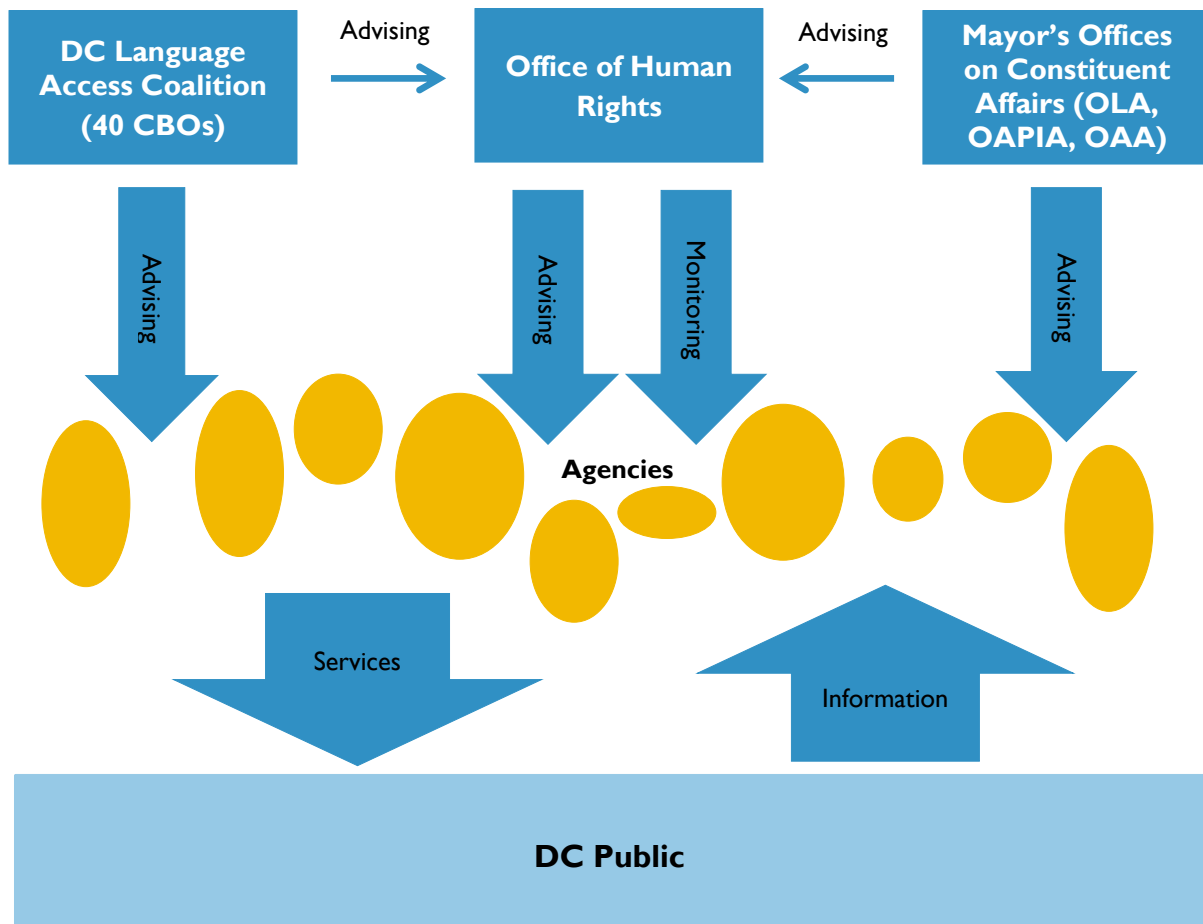 DC Language
Access Coalition
(40 CBOs)
Advising
Office of Human
Rights
Advising
Mayor’s Offices
on Constituent
Affairs (OLA,
OAPIA, OAA)
Advising
Advising
Monitoring
Advising
Agencies
Services
Information
DC Public